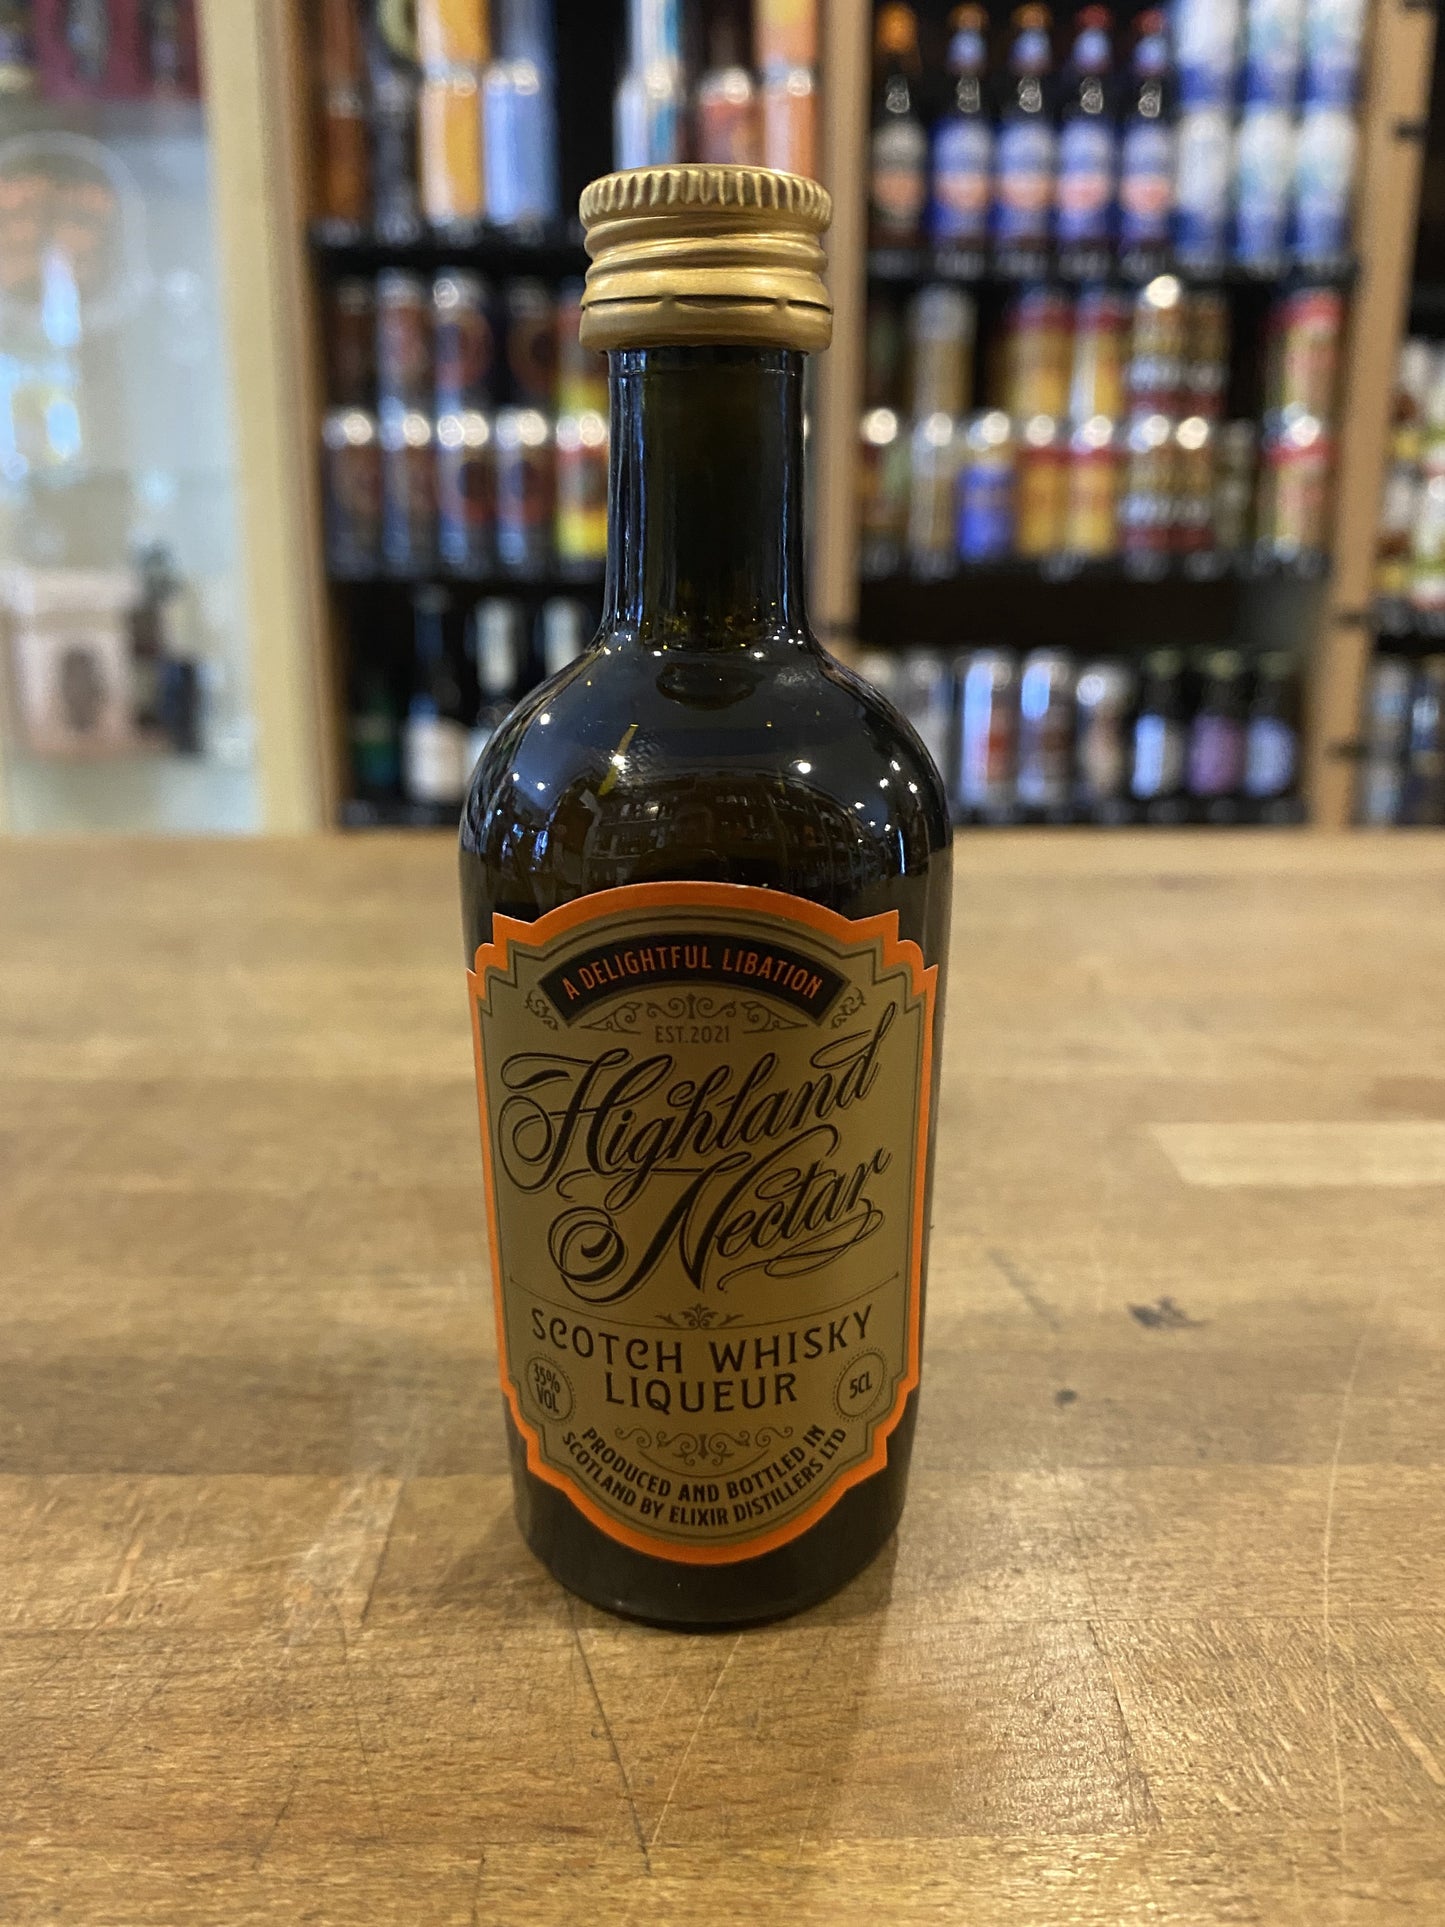 A DELIGHTFUL LIBATION
EST.2021
Highland
Nectar
SCOTCH WHISKY
LIQUEUR
35%
VOL
5CL
PRODUCED AND BOTTLED IN
SCOTLAND BY ELIXIR DISTILLERS LTD